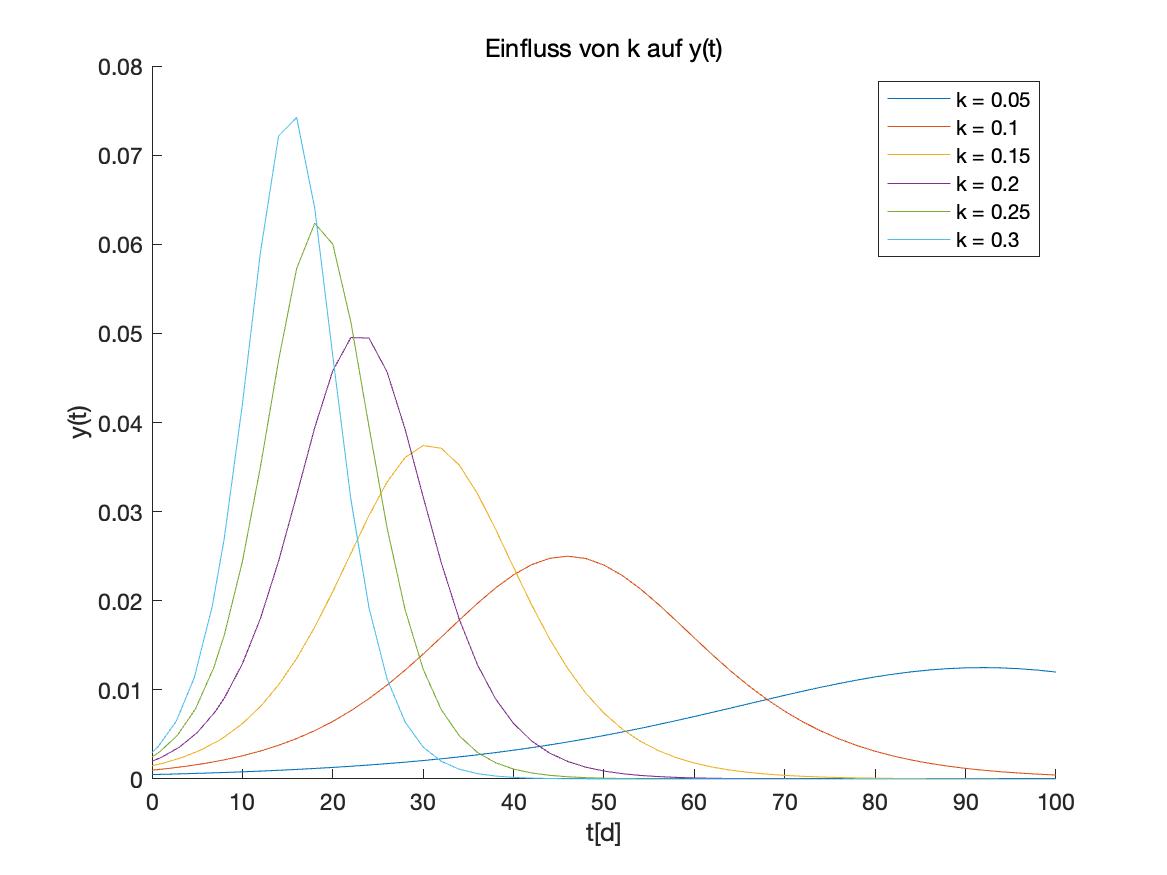 Einfluss von k auf y(t)
0.08
0.07
0.06
0.05
0.04
0.03
0.02
0.01
0
y(t)
k = 0.05
k = 0.1
k = 0.15
k = 0.2
k = 0.25
k = 0.3
0 10 20 30 40 50 60 70 80 90 100
t[d]